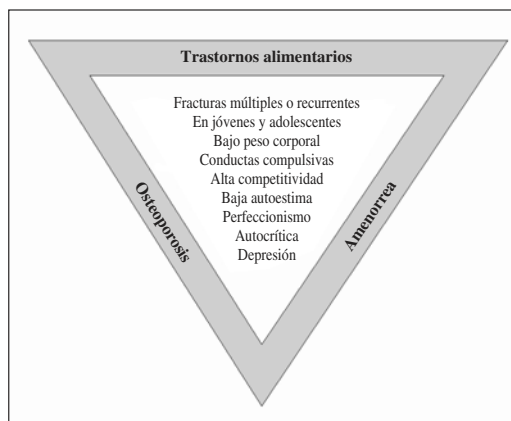 Trastornos alimentarios
Fracturas múltiples o recurrentes
En jóvenes y adolescentes
Bajo peso corporal
Conductas compulsivas
Alta competitividad
Baja autoestima
Perfeccionismo
Autocrítica
Depresión
Osteoporosis
Amenorrea